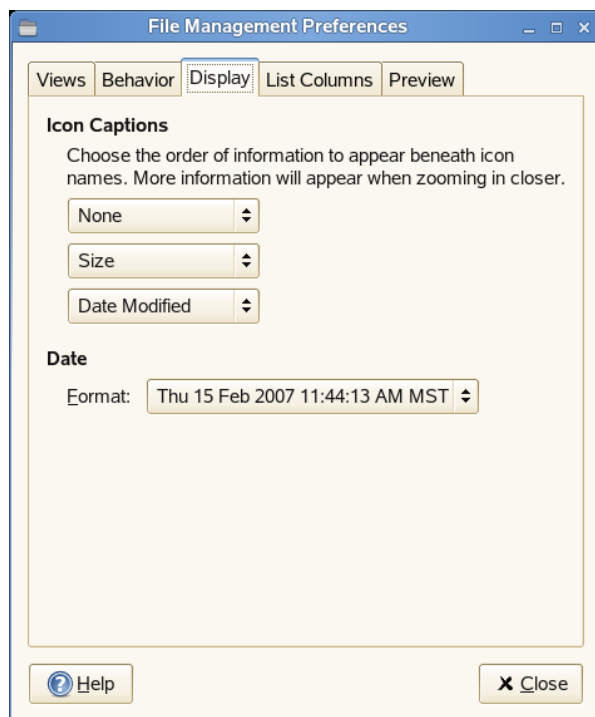 File Management Preferences
Views Behavior Display List Columns Preview
Icon Captions
Choose the order of information to appear beneath icon
names. More information will appear when zooming in closer.
None
Size
Date Modified
Date
Format: Thu 15 Feb 2007 11:44:13 AM MST
Help Close